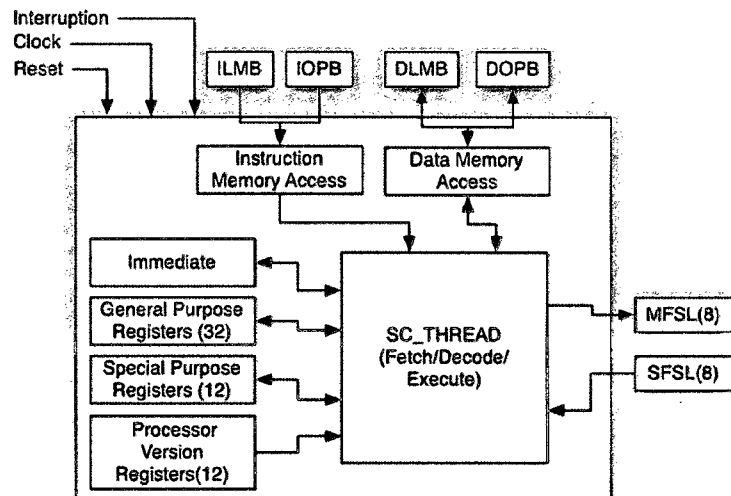 Interruption
Clock
Reset
ILMB
IOPB
DLMB
DOPB
Instruction
Memory Access
Data Memory
Access
Immediate
General Purpose
Registers (32)
Special Purpose
Registers (12)
Processor
Version
Registers(12)
SC_THREAD
(Fetch/Decode/
Execute)
MFSL(8)
SFSL(8)